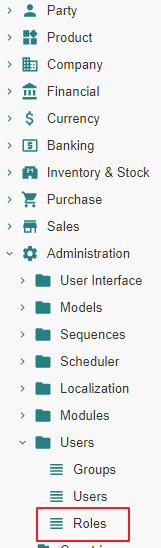 Party
Product
Company
Financial
Currency
Banking
Inventory & Stock
Purchase
Sales
Administration
User Interface
Models
Sequences
Scheduler
Localization
Modules
Users
Groups
Users
Roles